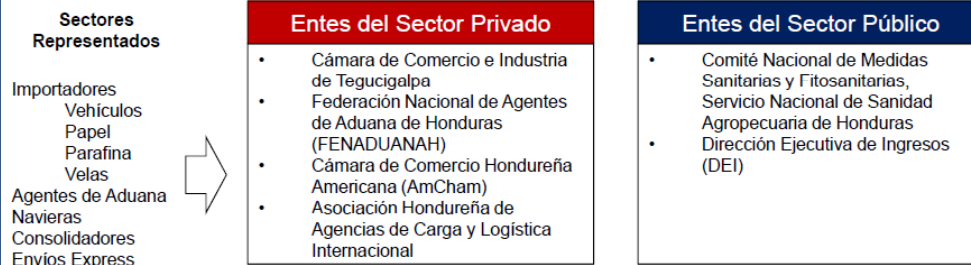 Sectores
Representados
Importadores
Vehículos
Papel
Parafina
Velas
Agentes de Aduana
Navieras
Consolidadores
Envíos Express
Entes del Sector Privado
• Cámara de Comercio e Industria
de Tegucigalpa
• Federación Nacional de Agentes
de Aduana de Honduras
(FENADUANAH)
• Cámara de Comercio Hondureña
Americana (AmCham)
• Asociación Hondureña de
Agencias de Carga y Logística
Internacional
Entes del Sector Público
• Comité Nacional de Medidas
Sanitarias y Fitosanitarias,
Servicio Nacional de Sanidad
Agropecuaria de Honduras
• Dirección Ejecutiva de Ingresos
(DEI)